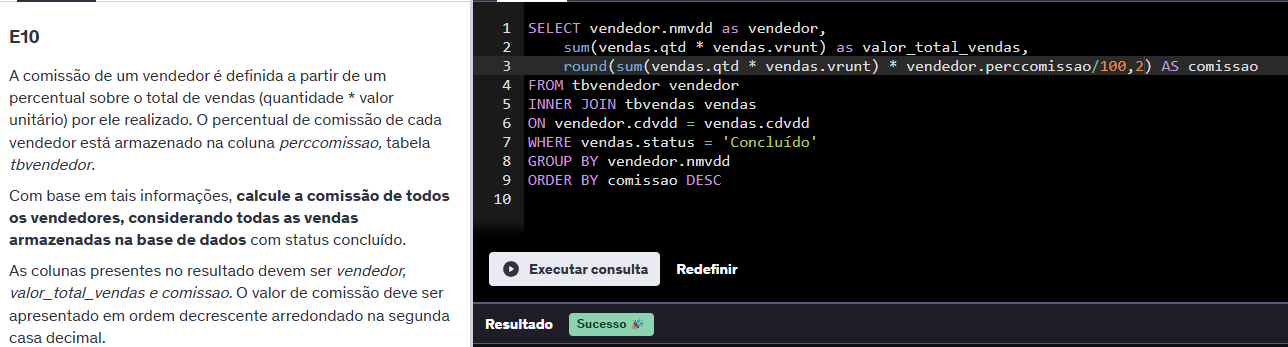 E10
A comissão de um vendedor é definida a partir de um
percentual sobre o total de vendas (quantidade * valor
unitário) por ele realizado. O percentual de comissão de cada
vendedor está armazenado na coluna perccomissao, tabela
tbvendedor.
Com base em tais informações, calcule a comissão de todos
os vendedores, considerando todas as vendas
armazenadas na base de dados com status concluído.
As colunas presentes no resultado devem ser vendedor,
valor_total_vendas e comissao. O valor de comissão deve ser
apresentado em ordem decrescente arredondado na segunda
casa decimal.
1 SELECT vendedor.nmvdd as vendedor,
2     sum(vendas.qtd * vendas.vrunt) as valor_total_vendas,
3     round(sum(vendas.qtd * vendas.vrunt) * vendedor.perccomissao/100,2) AS comissao
4 FROM tbvendedor vendedor
5 INNER JOIN tbvendas vendas
6 ON vendedor.cdvdd = vendas.cdvdd
7 WHERE vendas.status = 'Concluído'
8 GROUP BY vendedor.nmvdd
9 ORDER BY comissao DESC
10
Executar consulta Redefinir
Resultado Sucesso 🎉